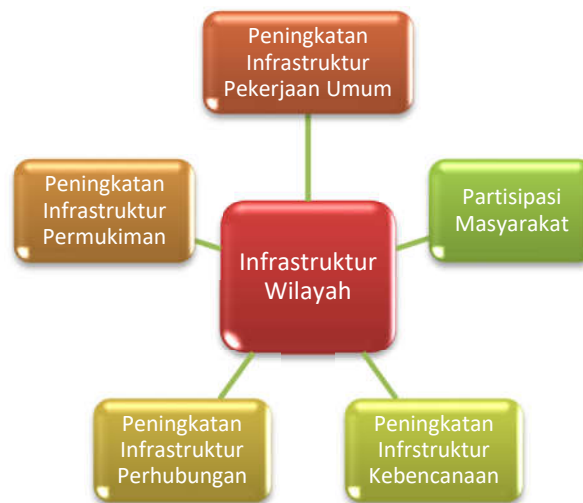 Peningkatan
Infrastruktur
Pekerjaan Umum
Peningkatan
Infrastruktur
Permukiman
Partisipasi
Masyarakat
Infrastruktur
Wilayah
Peningkatan
Infrastruktur
Perhubungan
Peningkatan
Infrstruktur
Kebencanaan